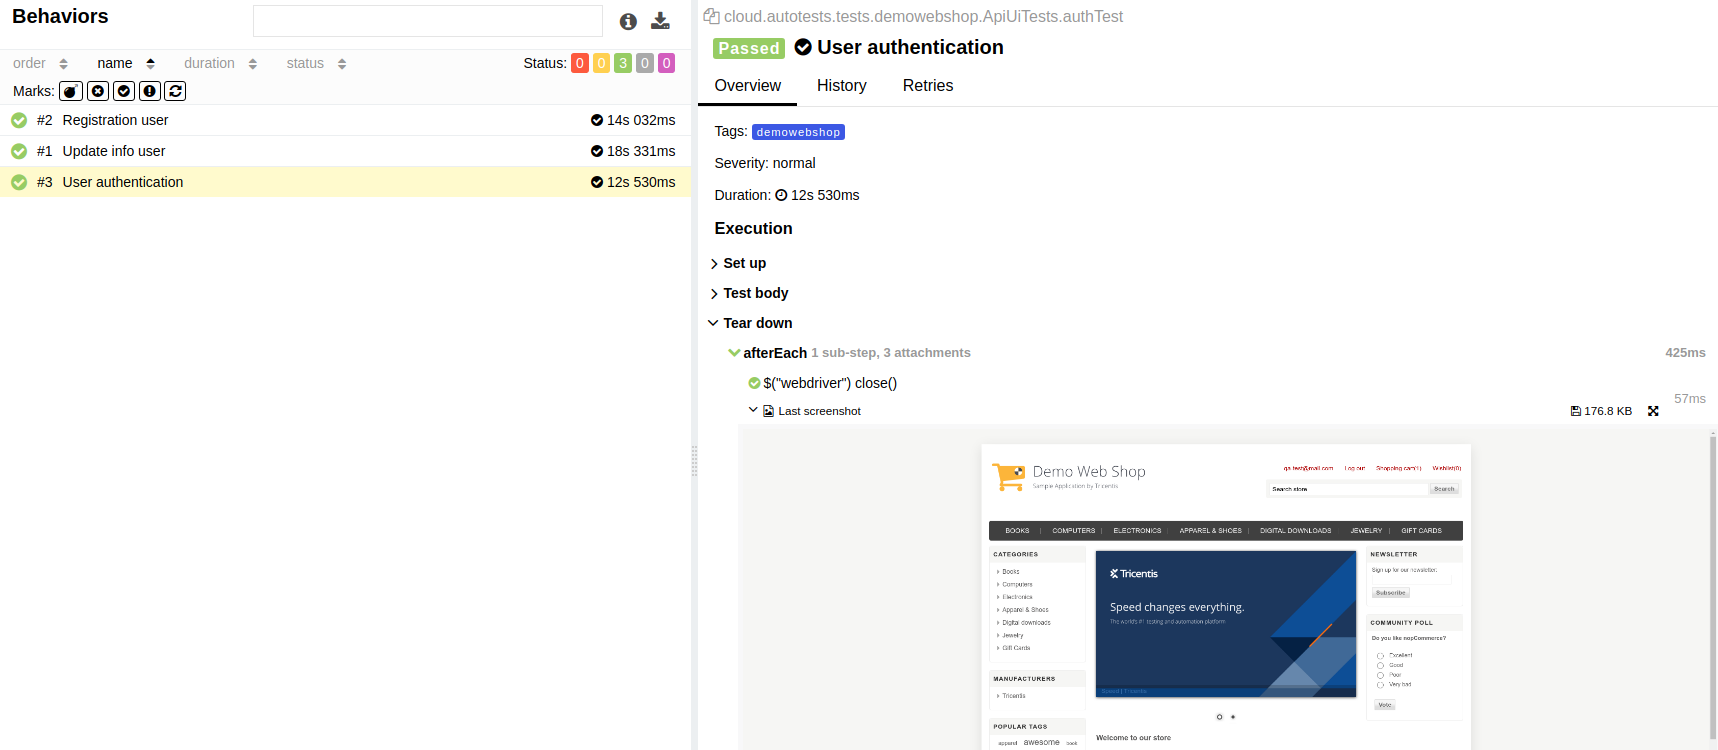 Behaviors
order name duration status Status: 0 0 3 0 0
Marks:
#2 Registration user 14s 032ms
#1 Update info user 18s 331ms
#3 User authentication 12s 530ms
cloud.autotests.tests.demowebshop.ApiUiTests.authTest
Passed User authentication
Overview History Retries
Tags: demowebshop
Severity: normal
Duration: 12s 530ms
Execution
Set up
Test body
Tear down
afterEach 1 sub-step, 3 attachments 425ms
$("webdriver") close()
57ms
Last screenshot 176.8 KB
Demo Web Shop
Sample Application by Tricentis
qa.test@mail.com Log out Shopping cart(1) Wishlist(0)
Search store Search
BOOKS COMPUTERS ELECTRONICS APPAREL & SHOES DIGITAL DOWNLOADS JEWELRY GIFT CARDS
CATEGORIES
Books
Computers
Electronics
Apparel & Shoes
Digital downloads
Jewelry
Gift Cards
MANUFACTURERS
Tricentis
POPULAR TAGS
apparel awesome book
Tricentis
Speed changes everything.
The world's #1 testing and automation platform
Speed | Tricentis
Welcome to our store
NEWSLETTER
Sign up for our newsletter:
Subscribe
COMMUNITY POLL
Do you like nopCommerce?
Excellent
Good
Poor
Very bad
Vote